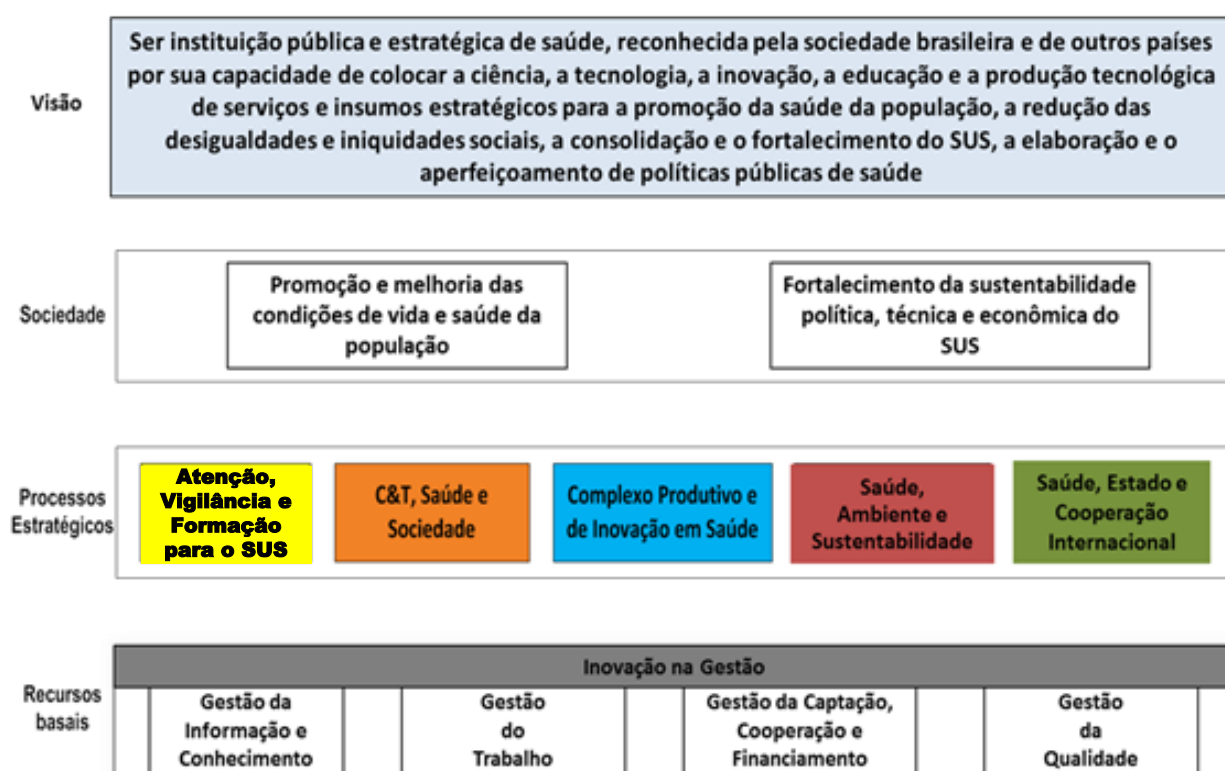 Visão
Ser instituição pública e estratégica de saúde, reconhecida pela sociedade brasileira e de outros países
por sua capacidade de colocar a ciência, a tecnologia, a inovação, a educação e a produção tecnológica
de serviços e insumos estratégicos para a promoção da saúde da população, a redução das
desigualdades e iniquidades sociais, a consolidação e o fortalecimento do SUS, a elaboração e o
aperfeiçoamento de políticas públicas de saúde
Sociedade
Promoção e melhoria das
condições de vida e saúde da
população
Fortalecimento da sustentabilidade
política, técnica e econômica do
SUS
Processos
Estratégicos
Atenção,
Vigilância e
Formação
para o SUS
C&T, Saúde e
Sociedade
Complexo Produtivo e
de Inovação em Saúde
Saúde,
Ambiente e
Sustentabilidade
Saúde, Estado e
Cooperação
Internacional
Recursos
basais
Inovação na Gestão
Gestão da
Informação e
Conhecimento
Gestão
do
Trabalho
Gestão da Captação,
Cooperação e
Financiamento
Gestão
da
Qualidade